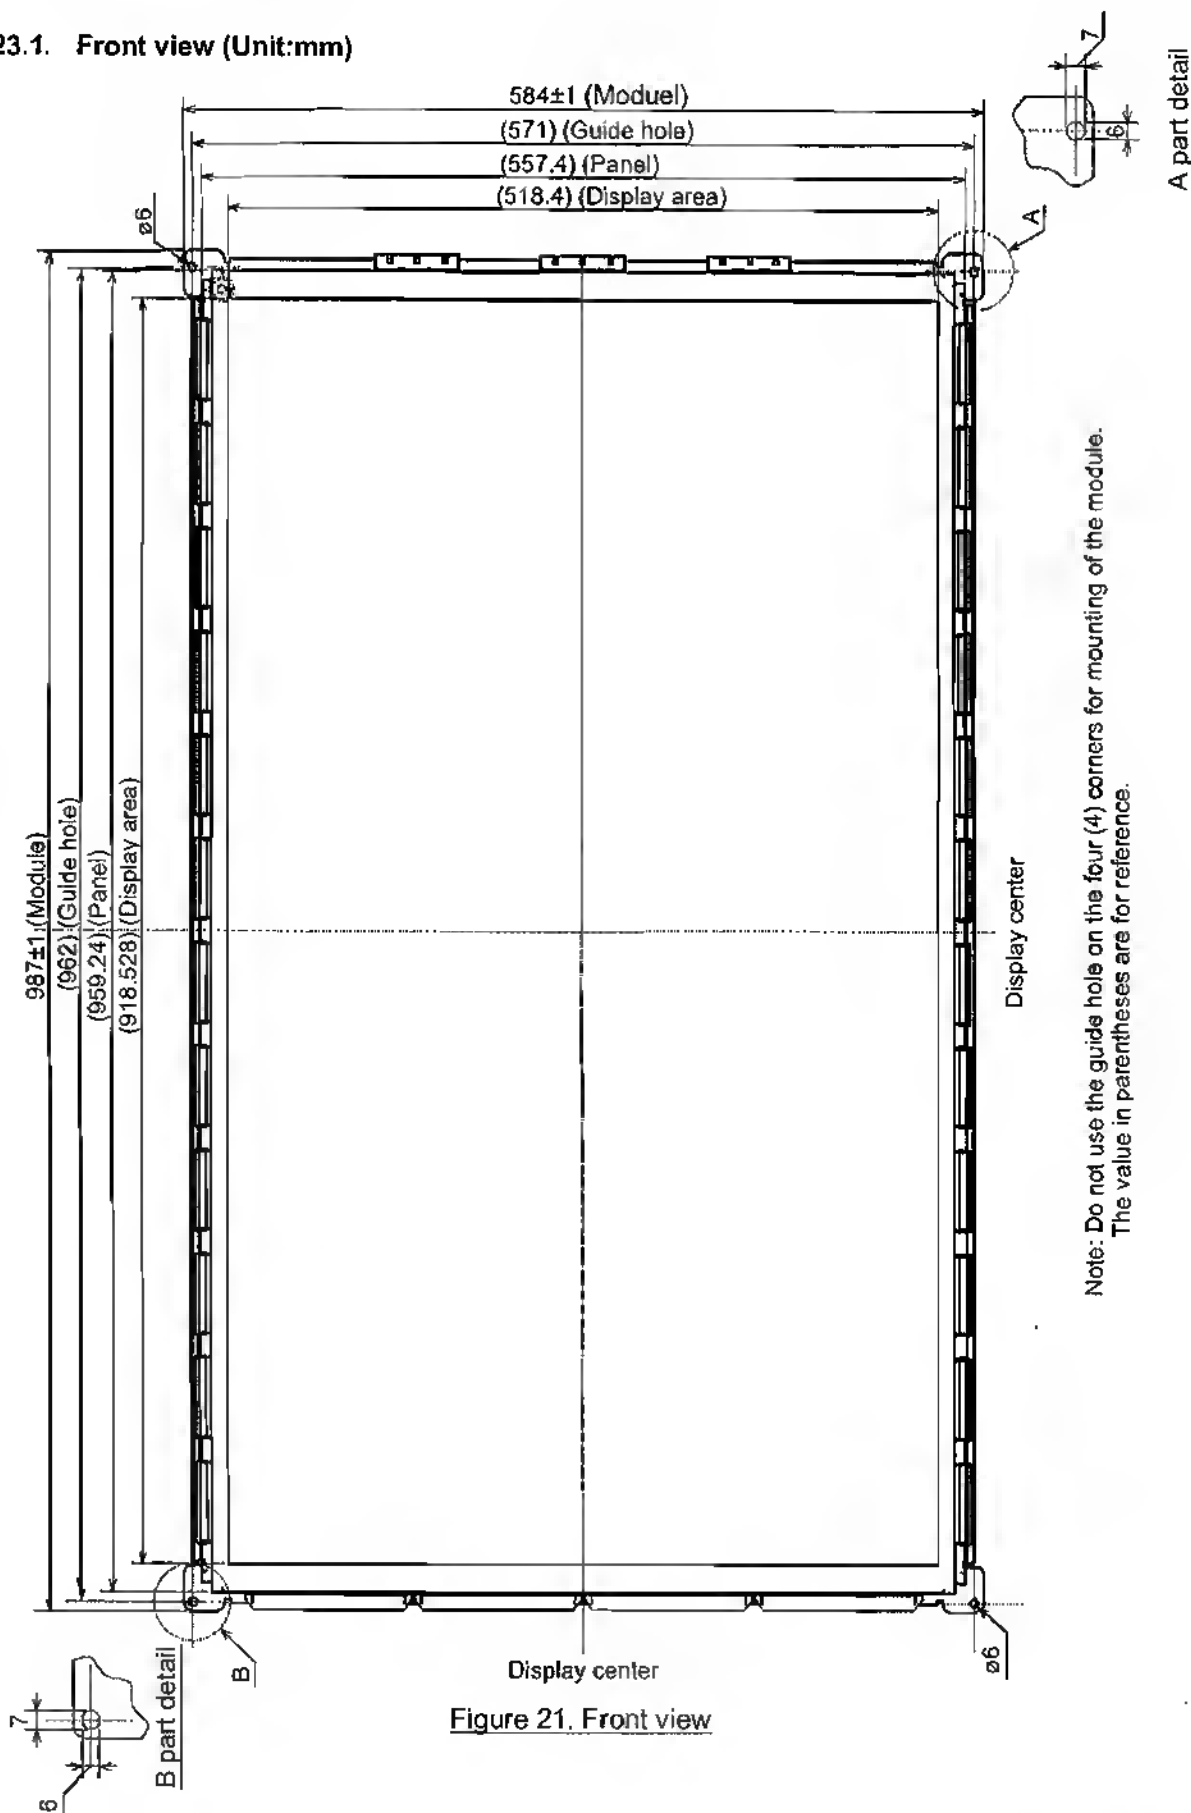 23.1. Front view (Unit:mm)
584±1 (Moduel)
(571) (Guide hole)
(557.4) (Panel)
(518.4) (Display area)
7
6
A part detail
A
ø6
987±1 (Module)
(962) (Guide hole)
(959.24) (Panel)
(918.528) (Display area)
Display center
Note: Do not use the guide hole on the four (4) corners for mounting of the module.
The value in parentheses are for reference.
ø6
B
B part detail
7
6
Display center
Figure 21. Front view